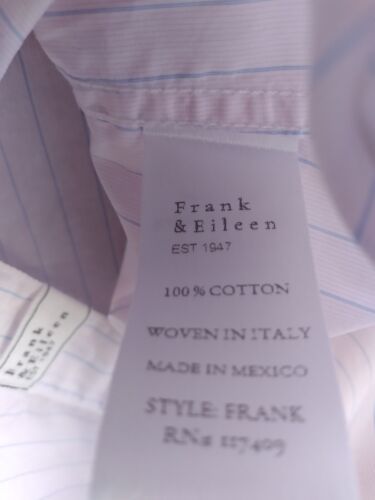 Frank
& Eileen
EST 1947
100% COTTON
WOVEN IN ITALY
MADE IN MEXICO
STYLE: FRANK
RN# 117409
Frank
& Eileen